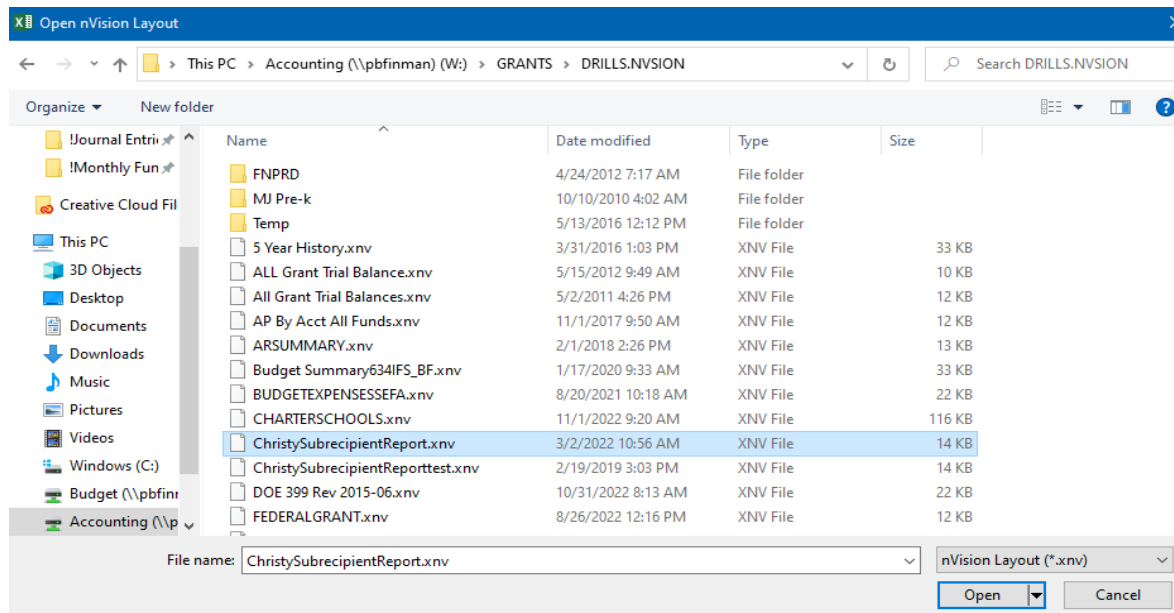 Open nVision Layout
This PC > Accounting (\\pbfinman) (W:) > GRANTS > DRILLS.NVSION
Search DRILLS.NVSION
Organize New folder
!Journal Entri
!Monthly Fun
Creative Cloud Fil
This PC
3D Objects
Desktop
Documents
Downloads
Music
Pictures
Videos
Windows (C:)
Budget (\\pbfinr
Accounting (\\p
Name Date modified Type Size
FNPRD 4/24/2012 7:17 AM File folder
MJ Pre-k 10/10/2010 4:02 AM File folder
Temp 5/13/2016 12:12 PM File folder
5 Year History.xnv 3/31/2016 1:03 PM XNV File 33 KB
ALL Grant Trial Balance.xnv 5/15/2012 9:49 AM XNV File 10 KB
All Grant Trial Balances.xnv 5/2/2011 4:26 PM XNV File 12 KB
AP By Acct All Funds.xnv 11/1/2017 9:50 AM XNV File 12 KB
ARSUMMARY.xnv 2/1/2018 2:26 PM XNV File 13 KB
Budget Summary634IFS_BF.xnv 1/17/2020 9:33 AM XNV File 33 KB
BUDGETEXPENSESSEFA.xnv 8/20/2021 10:18 AM XNV File 22 KB
CHARTERSCHOOLS.xnv 11/1/2022 9:20 AM XNV File 116 KB
ChristySubrecipientReport.xnv 3/2/2022 10:56 AM XNV File 14 KB
ChristySubrecipientReporttest.xnv 2/19/2019 3:03 PM XNV File 14 KB
DOE 399 Rev 2015-06.xnv 10/31/2022 8:13 AM XNV File 22 KB
FEDERALGRANT.xnv 8/26/2022 12:16 PM XNV File 12 KB
File name: ChristySubrecipientReport.xnv nVision Layout (*.xnv)
Open Cancel